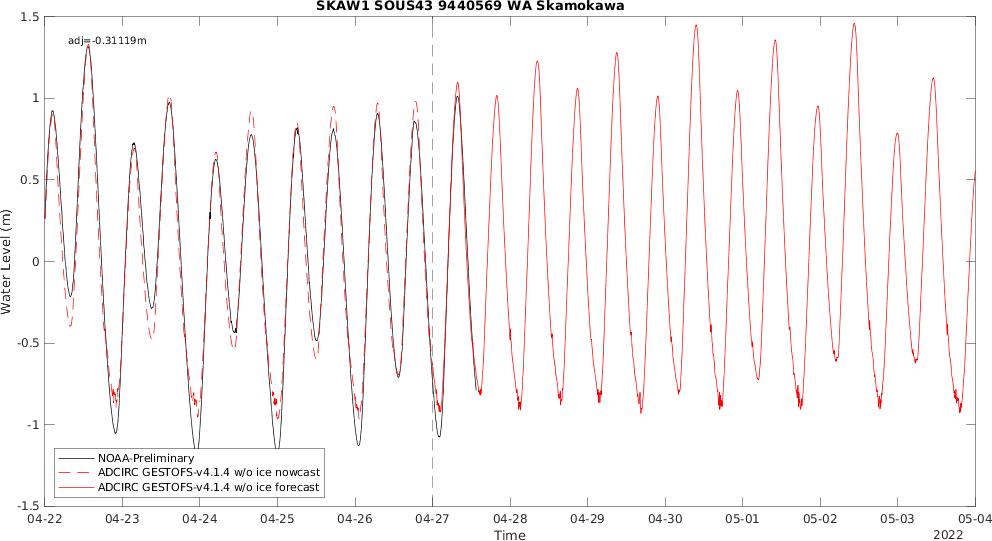 SKAW1 SOUS43 9440569 WA Skamokawa
adj=-0.31119m
1.5
1
0.5
0
-0.5
-1
-1.5
Water Level (m)
NOAA-Preliminary
ADCIRC GESTOFS-v4.1.4 w/o ice nowcast
ADCIRC GESTOFS-v4.1.4 w/o ice forecast
04-22 04-23 04-24 04-25 04-26 04-27 04-28 04-29 04-30 05-01 05-02 05-03 05-04
Time
2022